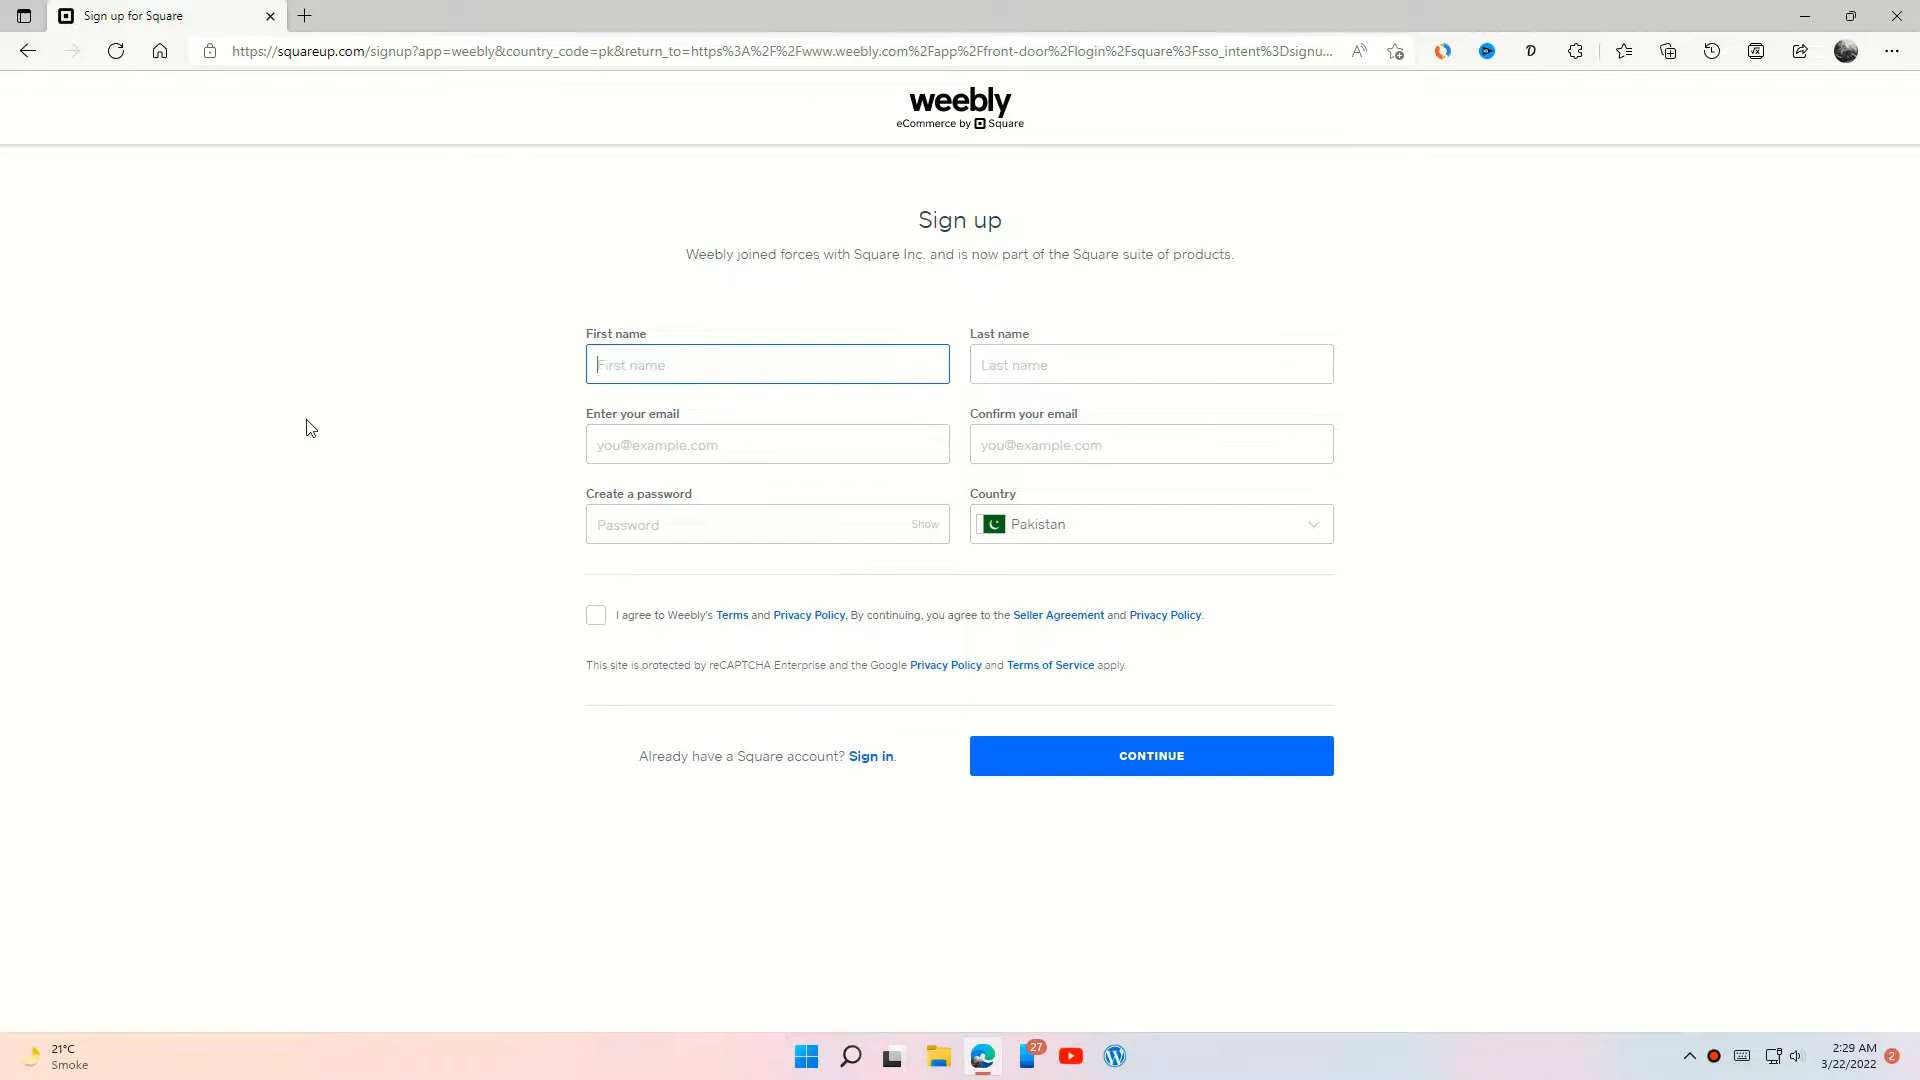 Sign up for Square
https://squareup.com/signup?app=weebly&country_code=pk&return_to=https%3A%2F%2Fwww.weebly.com%2Fapp%2Ffront-door%2Flogin%2Fsquare%3Fsso_intent%3Dsignu...
weebly
eCommerce by Square
Sign up
Weebly joined forces with Square Inc. and is now part of the Square suite of products.
First name
Last name
First name
Last name
Enter your email
Confirm your email
you@example.com
you@example.com
Create a password
Country
Password
Show
Pakistan
I agree to Weebly's Terms and Privacy Policy. By continuing, you agree to the Seller Agreement and Privacy Policy.
This site is protected by reCAPTCHA Enterprise and the Google Privacy Policy and Terms of Service apply.
Already have a Square account? Sign in.
CONTINUE
21°C
Smoke
27
2:29 AM
3/22/2022
2